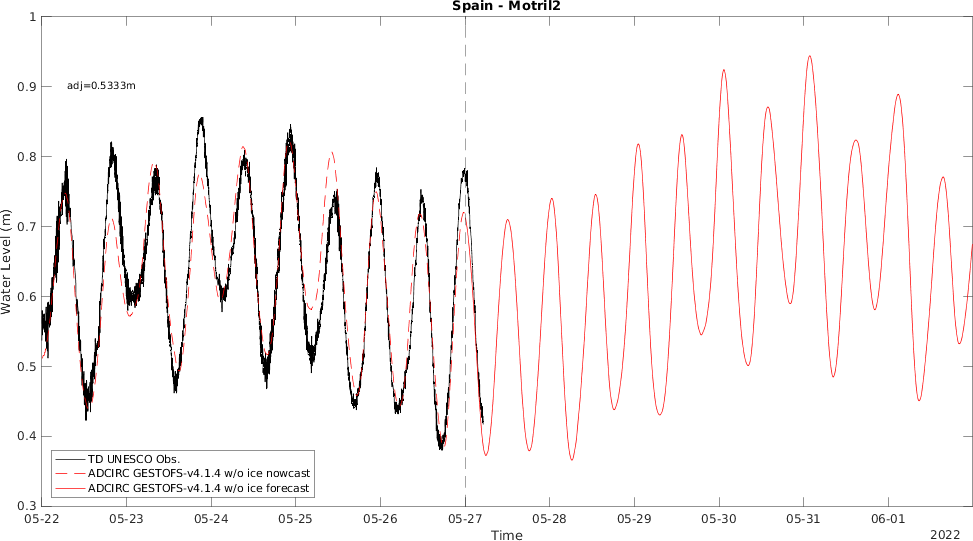 Spain - Motril2
1
0.9
0.8
0.7
0.6
0.5
0.4
0.3
Water Level (m)
adj=0.5333m
TD UNESCO Obs.
ADCIRC GESTOFS-v4.1.4 w/o ice nowcast
ADCIRC GESTOFS-v4.1.4 w/o ice forecast
05-22 05-23 05-24 05-25 05-26 05-27 05-28 05-29 05-30 05-31 06-01
Time
2022